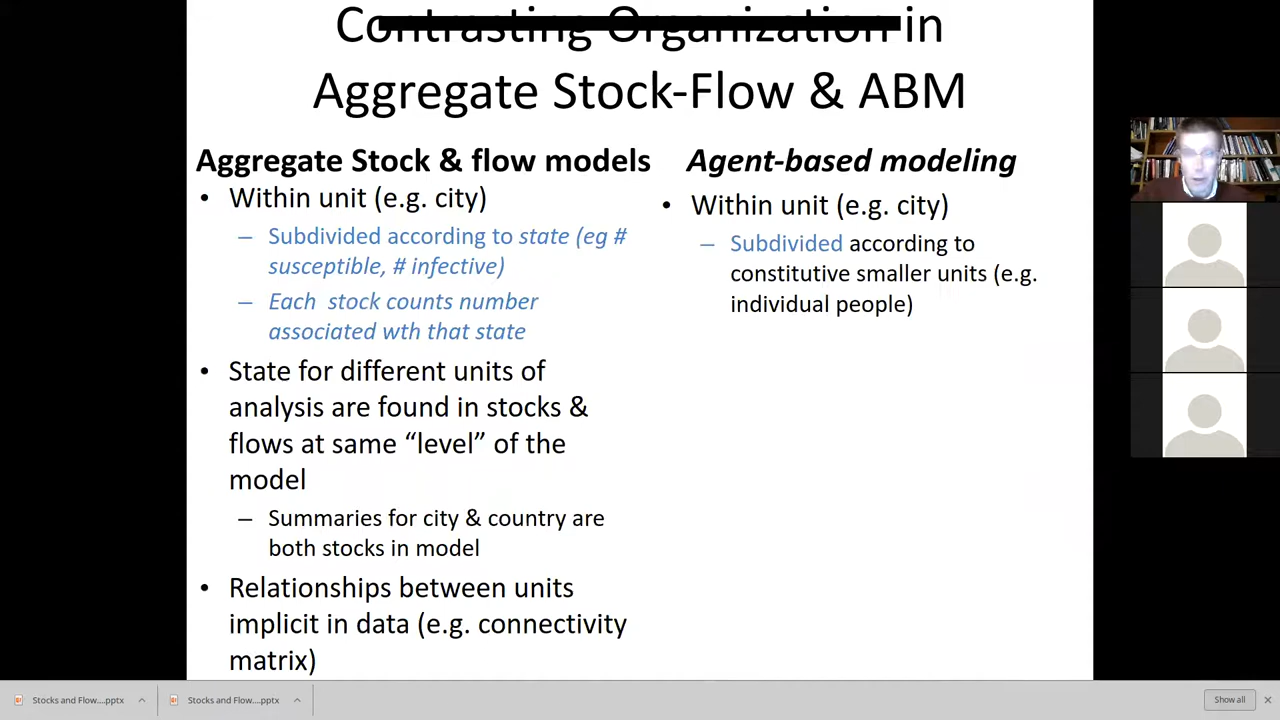 Contrasting Organization in
Aggregate Stock-Flow & ABM
Aggregate Stock & flow models
• Within unit (e.g. city)
– Subdivided according to state (eg #
susceptible, # infective)
– Each stock counts number
associated wth that state
• State for different units of
analysis are found in stocks &
flows at same “level” of the
model
– Summaries for city & country are
both stocks in model
• Relationships between units
implicit in data (e.g. connectivity
matrix)
Agent-based modeling
• Within unit (e.g. city)
– Subdivided according to
constitutive smaller units (e.g.
individual people)
Stocks and Flow....pptx
Stocks and Flow....pptx
Show all